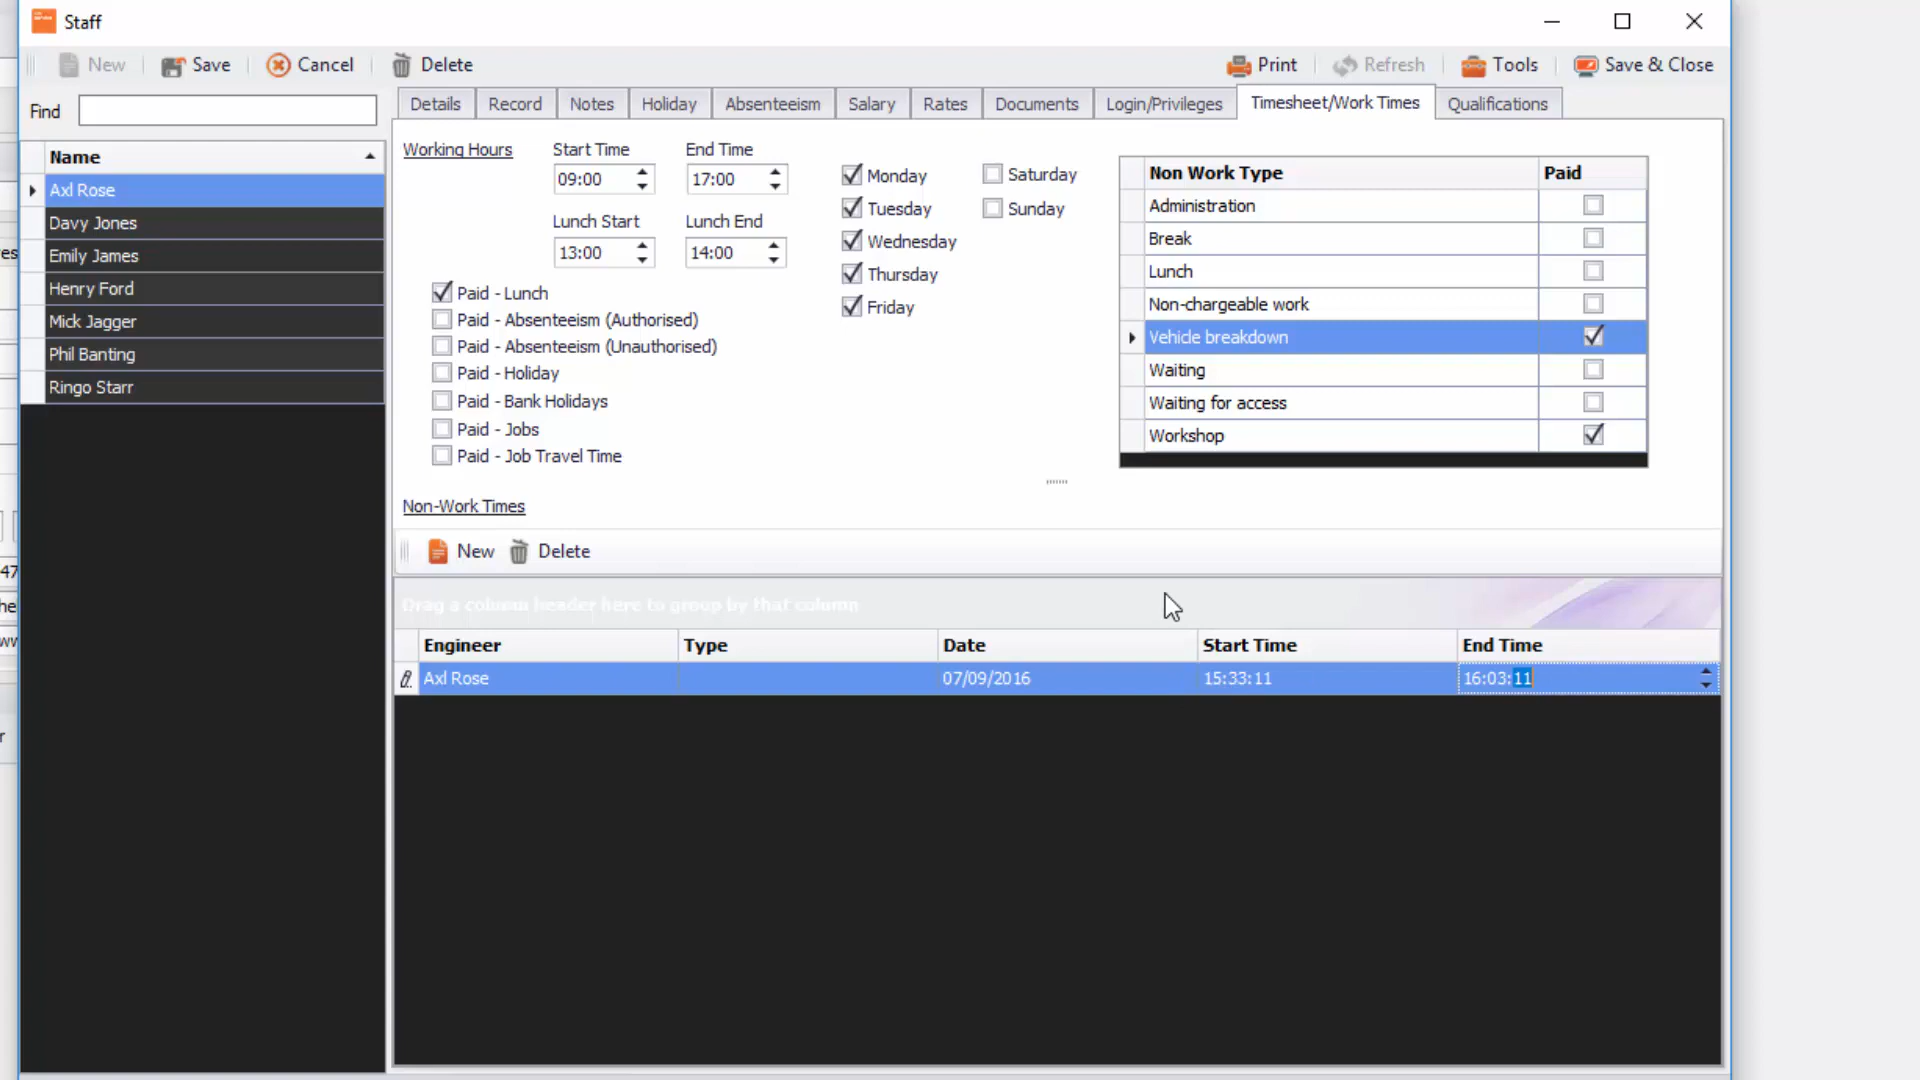 Staff
New Save Cancel Delete Print Refresh Tools Save & Close
Find
Details Record Notes Holiday Absenteeism Salary Rates Documents Login/Privileges Timesheet/Work Times Qualifications
Name
Axl Rose
Davy Jones
Emily James
Henry Ford
Mick Jagger
Phil Banting
Ringo Starr
Working Hours Start Time End Time
09:00 17:00
Lunch Start Lunch End
13:00 14:00
Paid - Lunch
Paid - Absenteeism (Authorised)
Paid - Absenteeism (Unauthorised)
Paid - Holiday
Paid - Bank Holidays
Paid - Jobs
Paid - Job Travel Time
Monday Saturday
Tuesday Sunday
Wednesday
Thursday
Friday
Non Work Type Paid
Administration
Break
Lunch
Non-chargeable work
Vehicle breakdown
Waiting
Waiting for access
Workshop
Non-Work Times
New Delete
Drag a column header here to group by that column
Engineer Type Date Start Time End Time
Axl Rose 07/09/2016 15:33:11 16:03:11